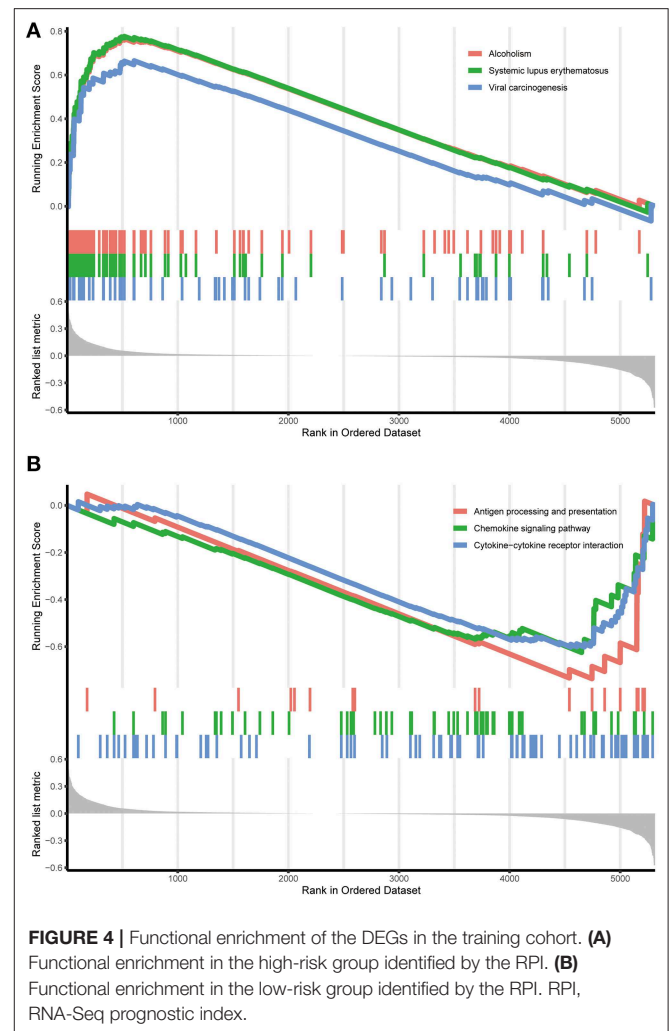 A
0.8
0.6
0.4
0.2
0.0
Running Enrichment Score
Alcoholism
Systemic lupus erythematosus
Viral carcinogenesis
0.6
0.3
0.0
−0.3
−0.6
Ranked list metric
1000 2000 3000 4000 5000
Rank in Ordered Dataset
B
0.0
−0.2
−0.4
−0.6
Running Enrichment Score
Antigen processing and presentation
Chemokine signaling pathway
Cytokine−cytokine receptor interaction
0.6
0.3
0.0
−0.3
−0.6
Ranked list metric
1000 2000 3000 4000 5000
Rank in Ordered Dataset
FIGURE 4 | Functional enrichment of the DEGs in the training cohort. (A)
Functional enrichment in the high-risk group identified by the RPI. (B)
Functional enrichment in the low-risk group identified by the RPI. RPI,
RNA-Seq prognostic index.